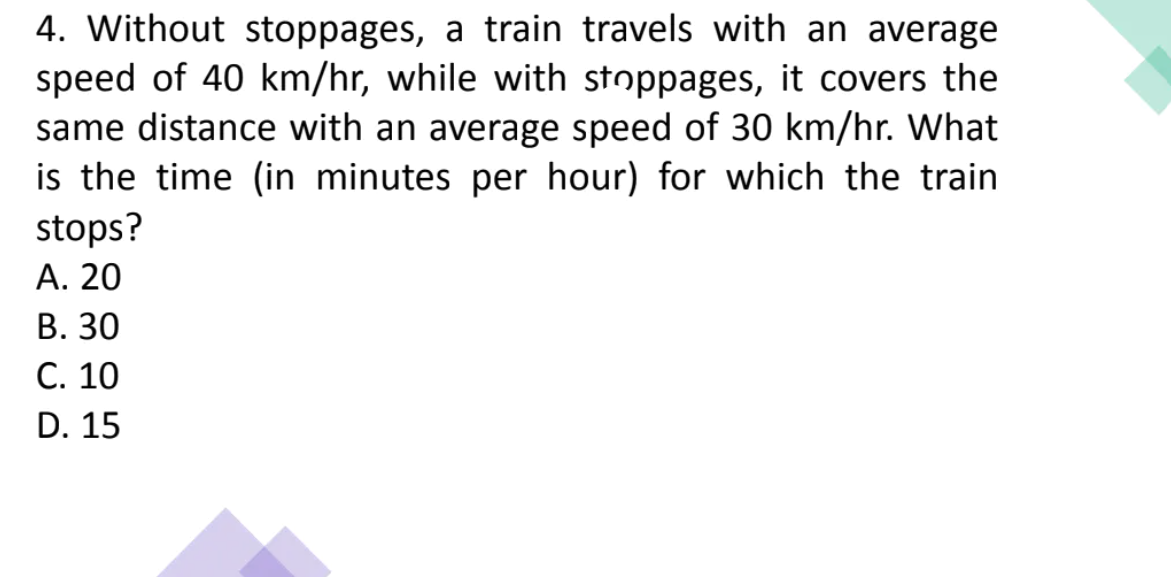 4. Without stoppages, a train travels with an average
speed of 40 km/hr, while with stoppages, it covers the
same distance with an average speed of 30 km/hr. What
is the time (in minutes per hour) for which the train
stops?
A. 20
B. 30
C. 10
D. 15